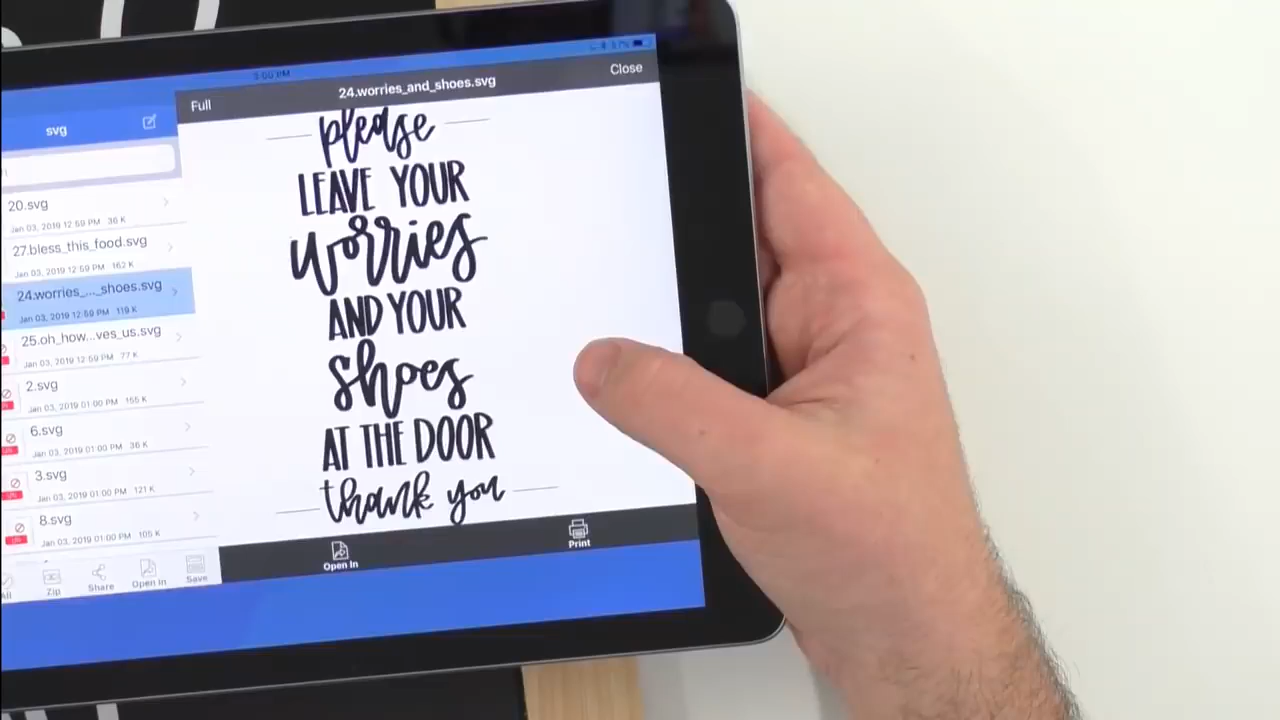 3:00 PM
57%
svg
Full
24.worries_and_shoes.svg
Close
20.svg
Jan 03, 2019 12:59 PM 36 K
27.bless_this_food.svg
Jan 03, 2019 12:59 PM 162 K
24.worries_..._shoes.svg
Jan 03, 2019 12:59 PM 119 K
25.oh_how...ves_us.svg
Jan 03, 2019 12:59 PM 77 K
2.svg
Jan 03, 2019 01:00 PM 155 K
6.svg
Jan 03, 2019 01:00 PM 36 K
3.svg
Jan 03, 2019 01:00 PM 121 K
8.svg
Jan 03, 2019 01:00 PM 105 K
All
Zip
Share
Open In
Save
please
LEAVE YOUR
worries
AND YOUR
shoes
AT THE DOOR
thank you
Open In
Print